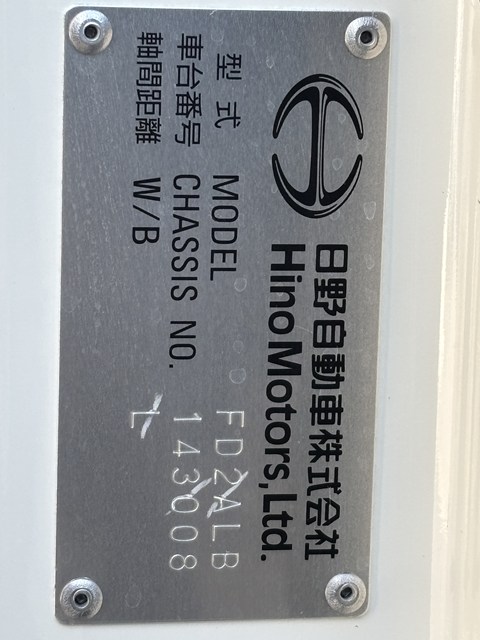 日野自動車株式会社
Hino Motors, Ltd.
型式 MODEL FD2ALB
車台番号 CHASSIS NO. 143008
軸間距離 W/B L